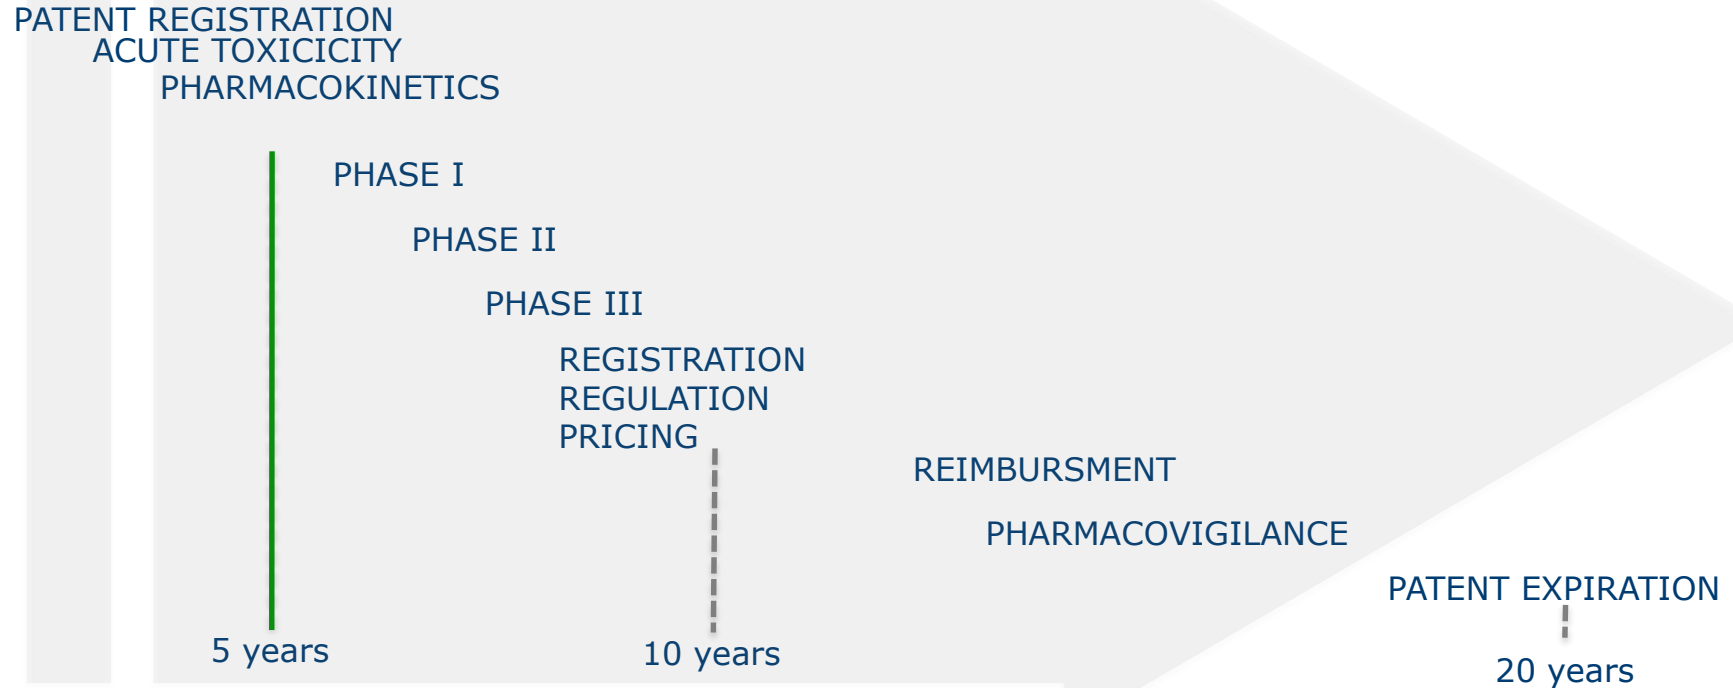 PATENT REGISTRATION
ACUTE TOXICICITY
PHARMACOKINETICS
PHASE I
PHASE II
PHASE III
REGISTRATION
REGULATION
PRICING
REIMBURSMENT
PHARMACOVIGILANCE
PATENT EXPIRATION
5 years
10 years
20 years